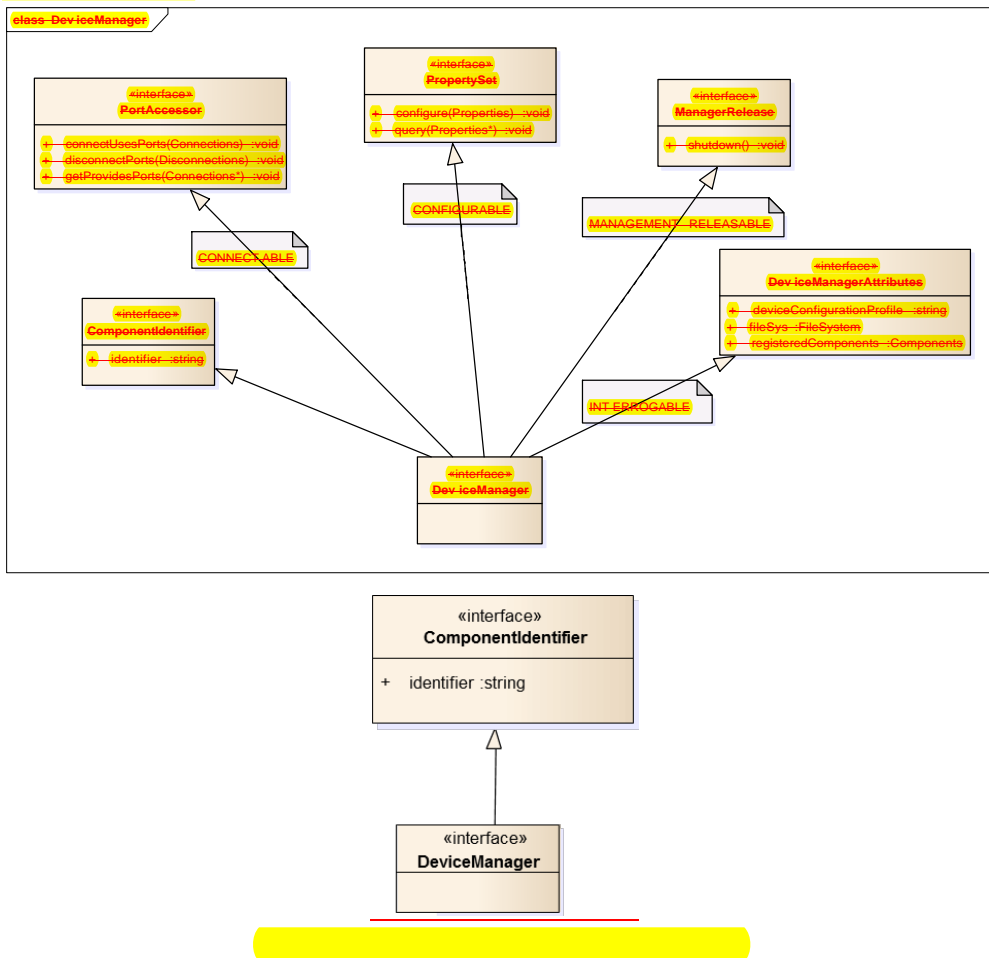 class DeviceManager
«interface»
PortAccessor
+ connectUsesPorts(Connections) :void
+ disconnectPorts(Disconnections) :void
+ getProvidesPorts(Connections*) :void
«interface»
PropertySet
+ configure(Properties) :void
+ query(Properties*) :void
«interface»
ManagerRelease
+ shutdown() :void
CONNECTABLE
CONFIGURABLE
MANAGEMENT_RELEASABLE
«interface»
ComponentIdentifier
+ identifier :string
«interface»
DeviceManagerAttributes
+ deviceConfigurationProfile :string
+ fileSys :FileSystem
+ registeredComponents :Components
INTERROGABLE
«interface»
DeviceManager
«interface»
ComponentIdentifier
+ identifier :string
«interface»
DeviceManager